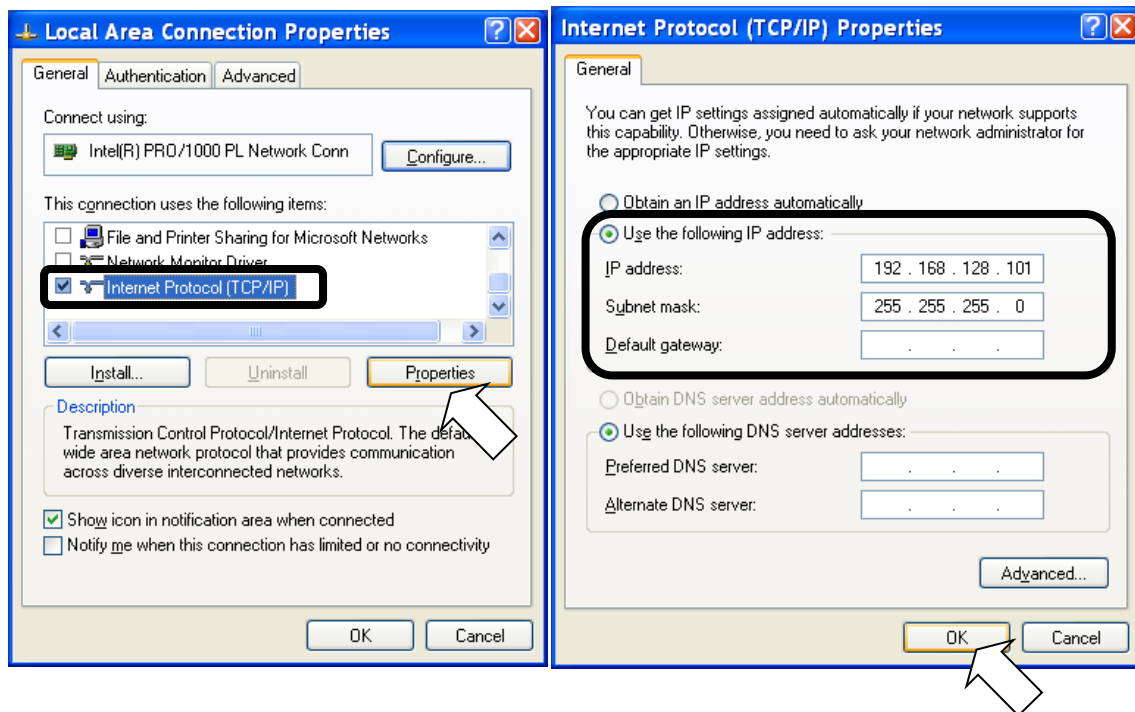 Local Area Connection Properties
General
Authentication
Advanced
Connect using:
Intel(R) PRO/1000 PL Network Conn
Configure...
This connection uses the following items:
File and Printer Sharing for Microsoft Networks
Network Monitor Driver
Internet Protocol (TCP/IP)
Install...
Uninstall
Properties
Description
Transmission Control Protocol/Internet Protocol. The
wide area network protocol that provides communication
across diverse interconnected networks.
Show icon in notification area when connected
Notify me when this connection has limited or no connectivity
OK
Cancel
Internet Protocol (TCP/IP) Properties
General
You can get IP settings assigned automatically if your network supports
this capability. Otherwise, you need to ask your network administrator for
the appropriate IP settings.
Obtain an IP address automatically
Use the following IP address:
IP address:
192 . 168 . 128 . 101
Subnet mask:
255 . 255 . 255 . 0
Default gateway:
. . .
Obtain DNS server address automatically
Use the following DNS server addresses:
Preferred DNS server:
. . .
Alternate DNS server:
. . .
Advanced...
OK
Cancel